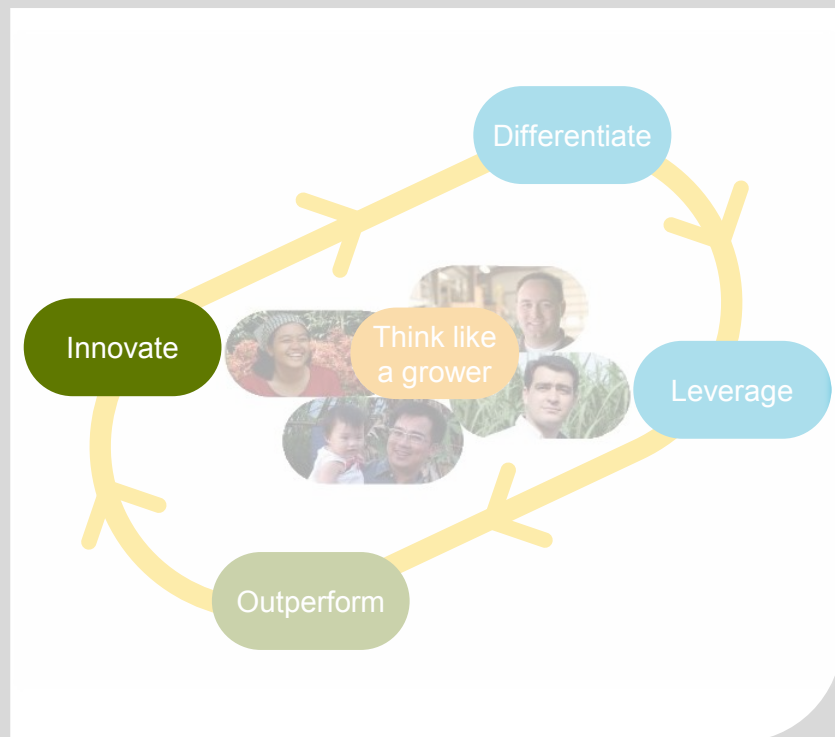 Differentiate
Innovate
Think like
a grower
Leverage
Outperform